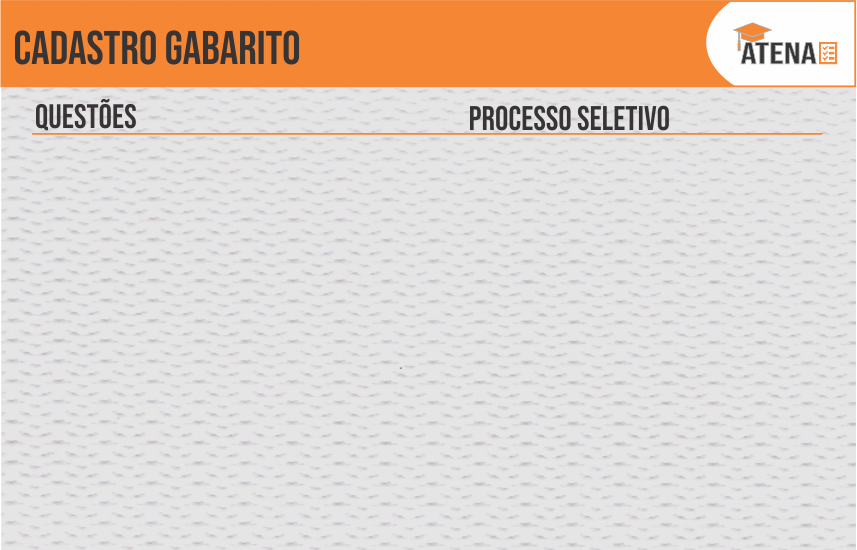 CADASTRO GABARITO
ATENA
QUESTÕES
PROCESSO SELETIVO